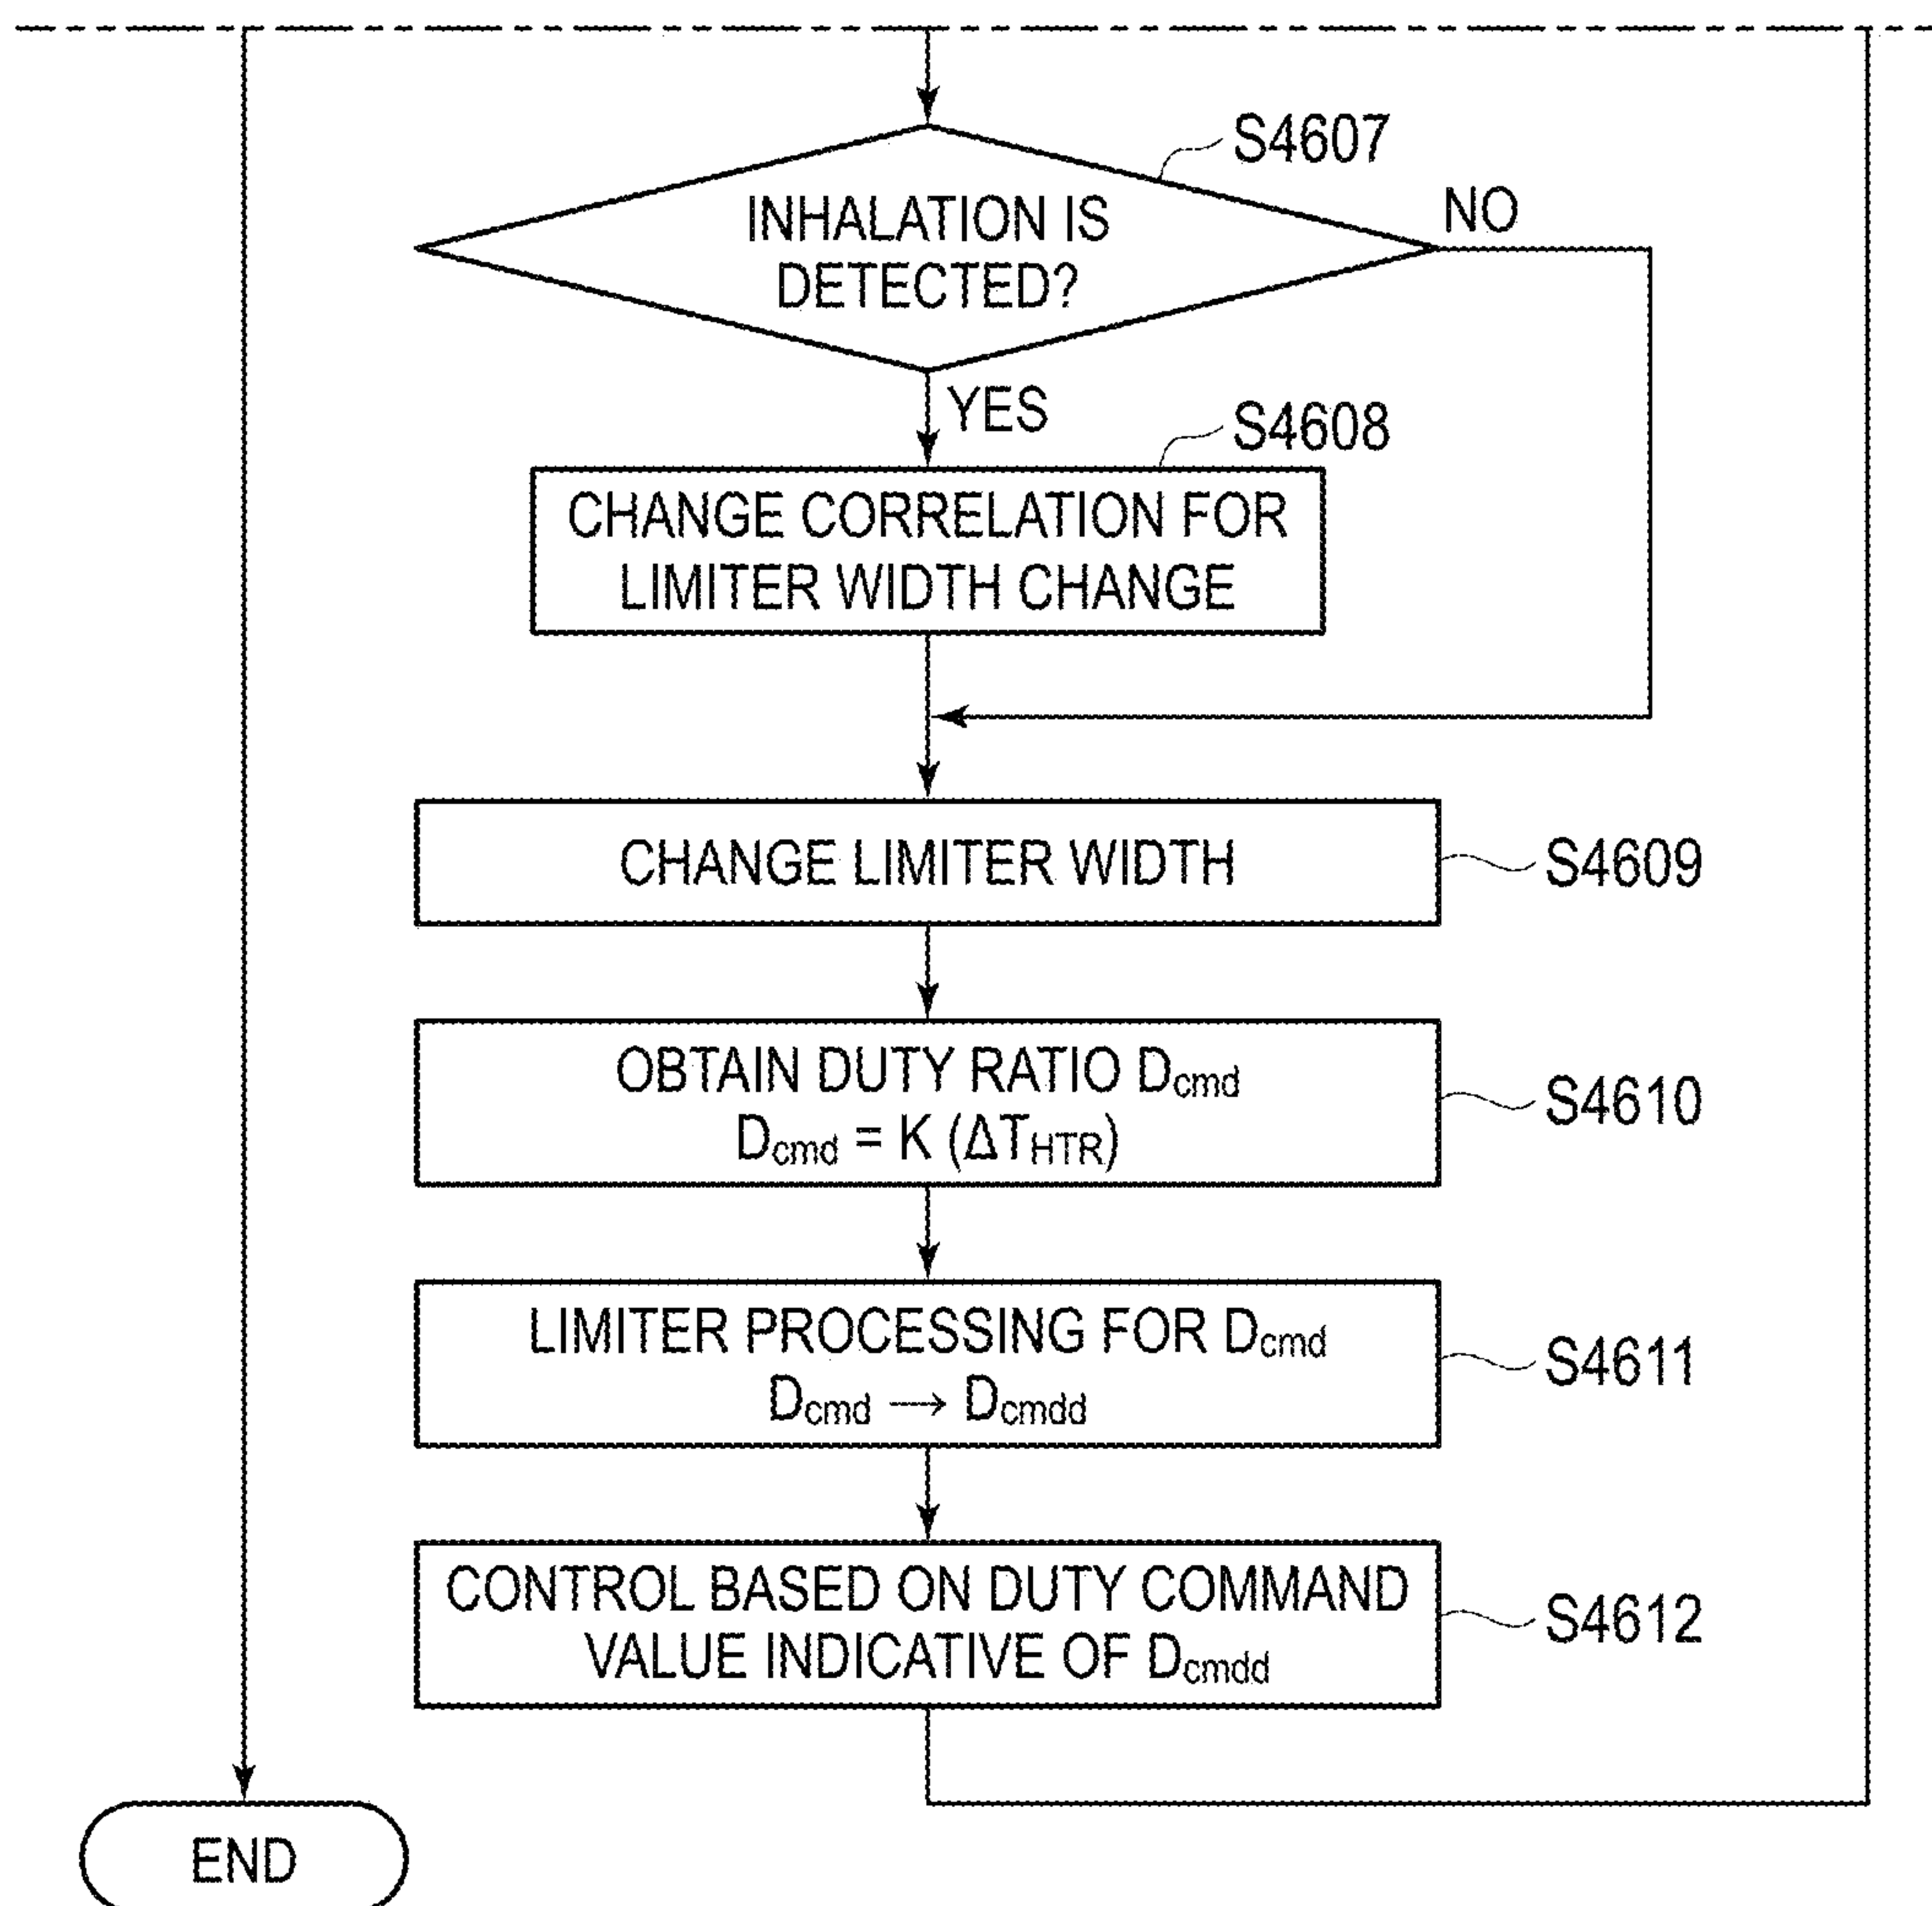 S4607
INHALATION IS
DETECTED?
NO
YES
S4608
CHANGE CORRELATION FOR
LIMITER WIDTH CHANGE
CHANGE LIMITER WIDTH
S4609
OBTAIN DUTY RATIO Dcmd
Dcmd = K (ΔTHTR)
S4610
LIMITER PROCESSING FOR Dcmd
Dcmd → Dcmdd
S4611
CONTROL BASED ON DUTY COMMAND
VALUE INDICATIVE OF Dcmdd
S4612
END